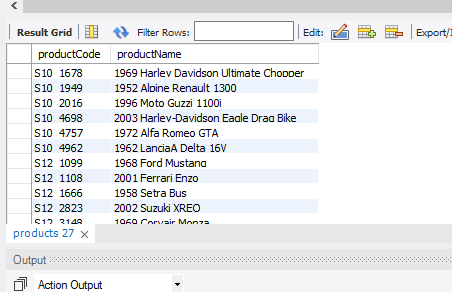 Result Grid Filter Rows: Edit: Export/I
productCode productName
S10_1678 1969 Harley Davidson Ultimate Chopper
S10_1949 1952 Alpine Renault 1300
S10_2016 1996 Moto Guzzi 1100i
S10_4698 2003 Harley-Davidson Eagle Drag Bike
S10_4757 1972 Alfa Romeo GTA
S10_4962 1962 LanciaA Delta 16V
S12_1099 1968 Ford Mustang
S12_1108 2001 Ferrari Enzo
S12_1666 1958 Setra Bus
S12_2823 2002 Suzuki XREO
S12_3148 1969 Corvair Monza
products 27
Output
Action Output